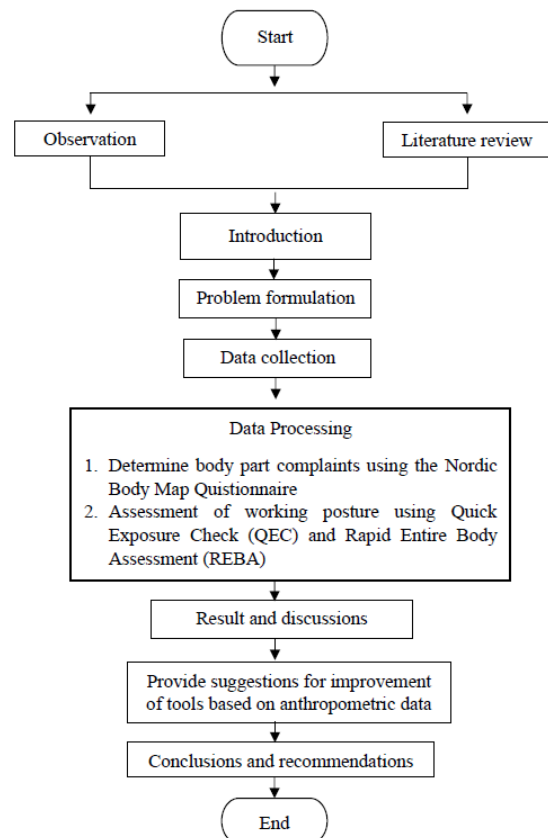 Start
Observation
Literature review
Introduction
Problem formulation
Data collection
Data Processing
1. Determine body part complaints using the Nordic
Body Map Quistionnaire
2. Assessment of working posture using Quick
Exposure Check (QEC) and Rapid Entire Body
Assessment (REBA)
Result and discussions
Provide suggestions for improvement
of tools based on anthropometric data
Conclusions and recommendations
End